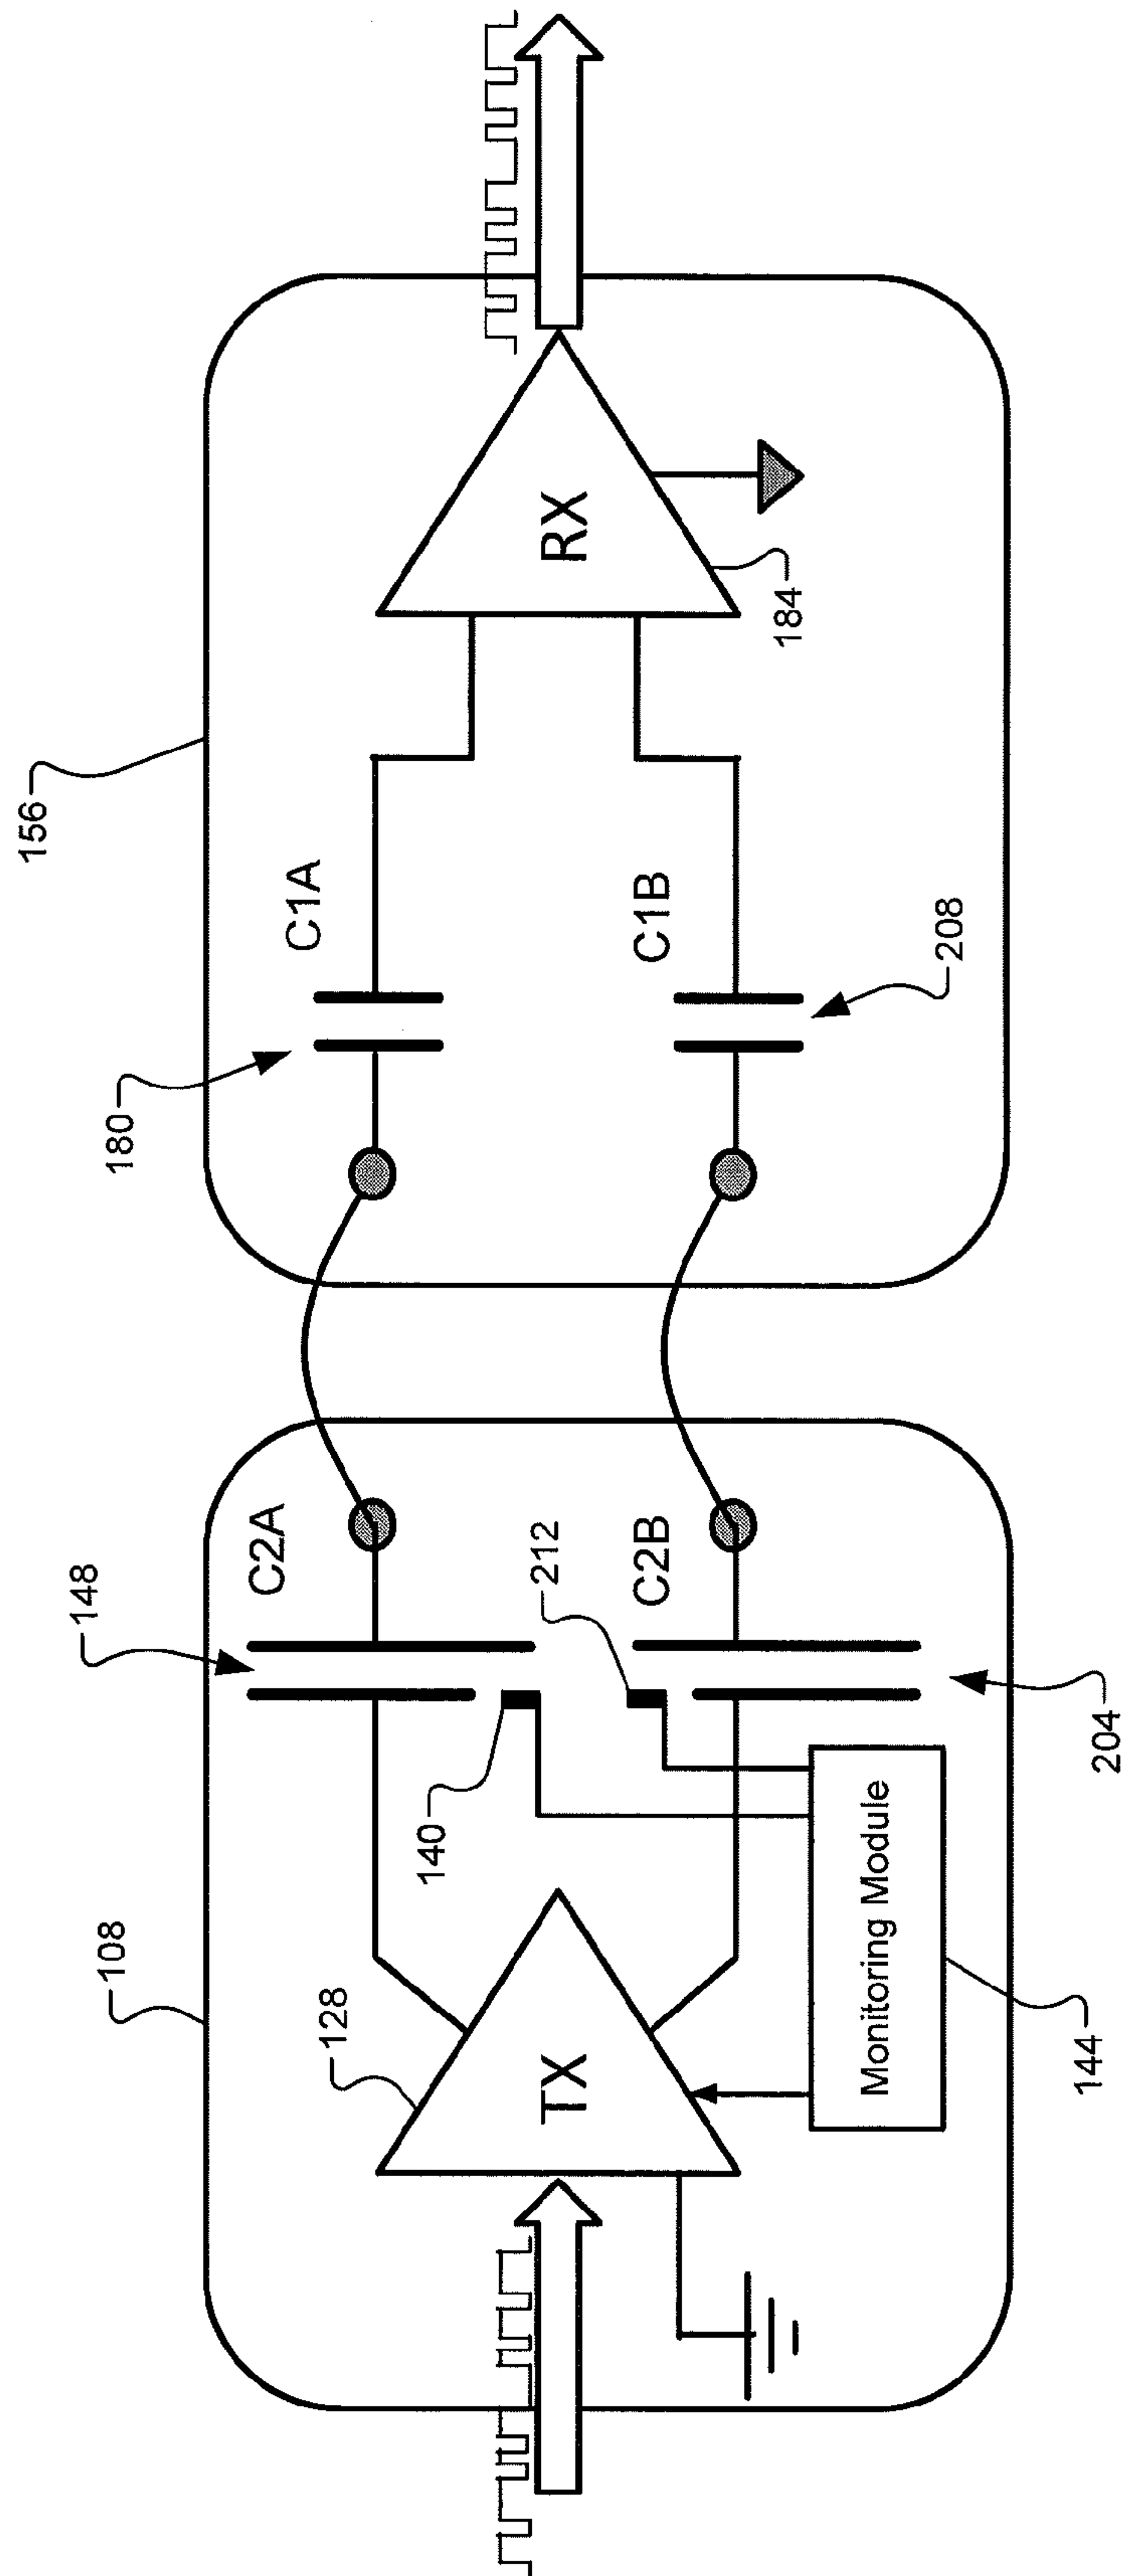 108
128
TX
148
C2A
140
212
C2B
204
Monitoring Module
144
156
180
C1A
C1B
208
RX
184